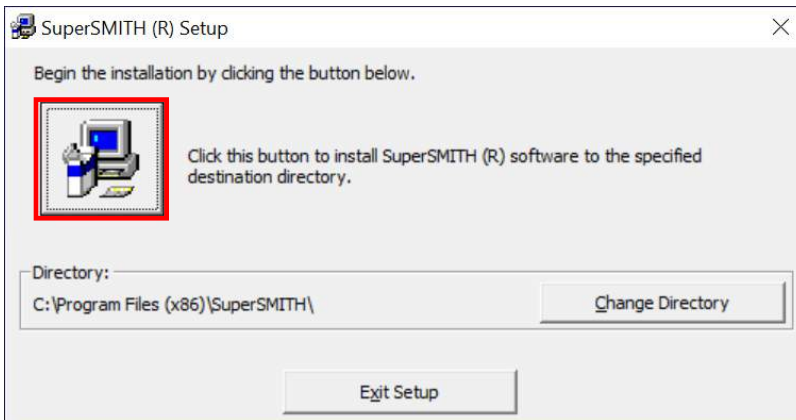 SuperSMITH (R) Setup
Begin the installation by clicking the button below.
Click this button to install SuperSMITH (R) software to the specified
destination directory.
Directory:
C:\Program Files (x86)\SuperSMITH\
Change Directory
Exit Setup